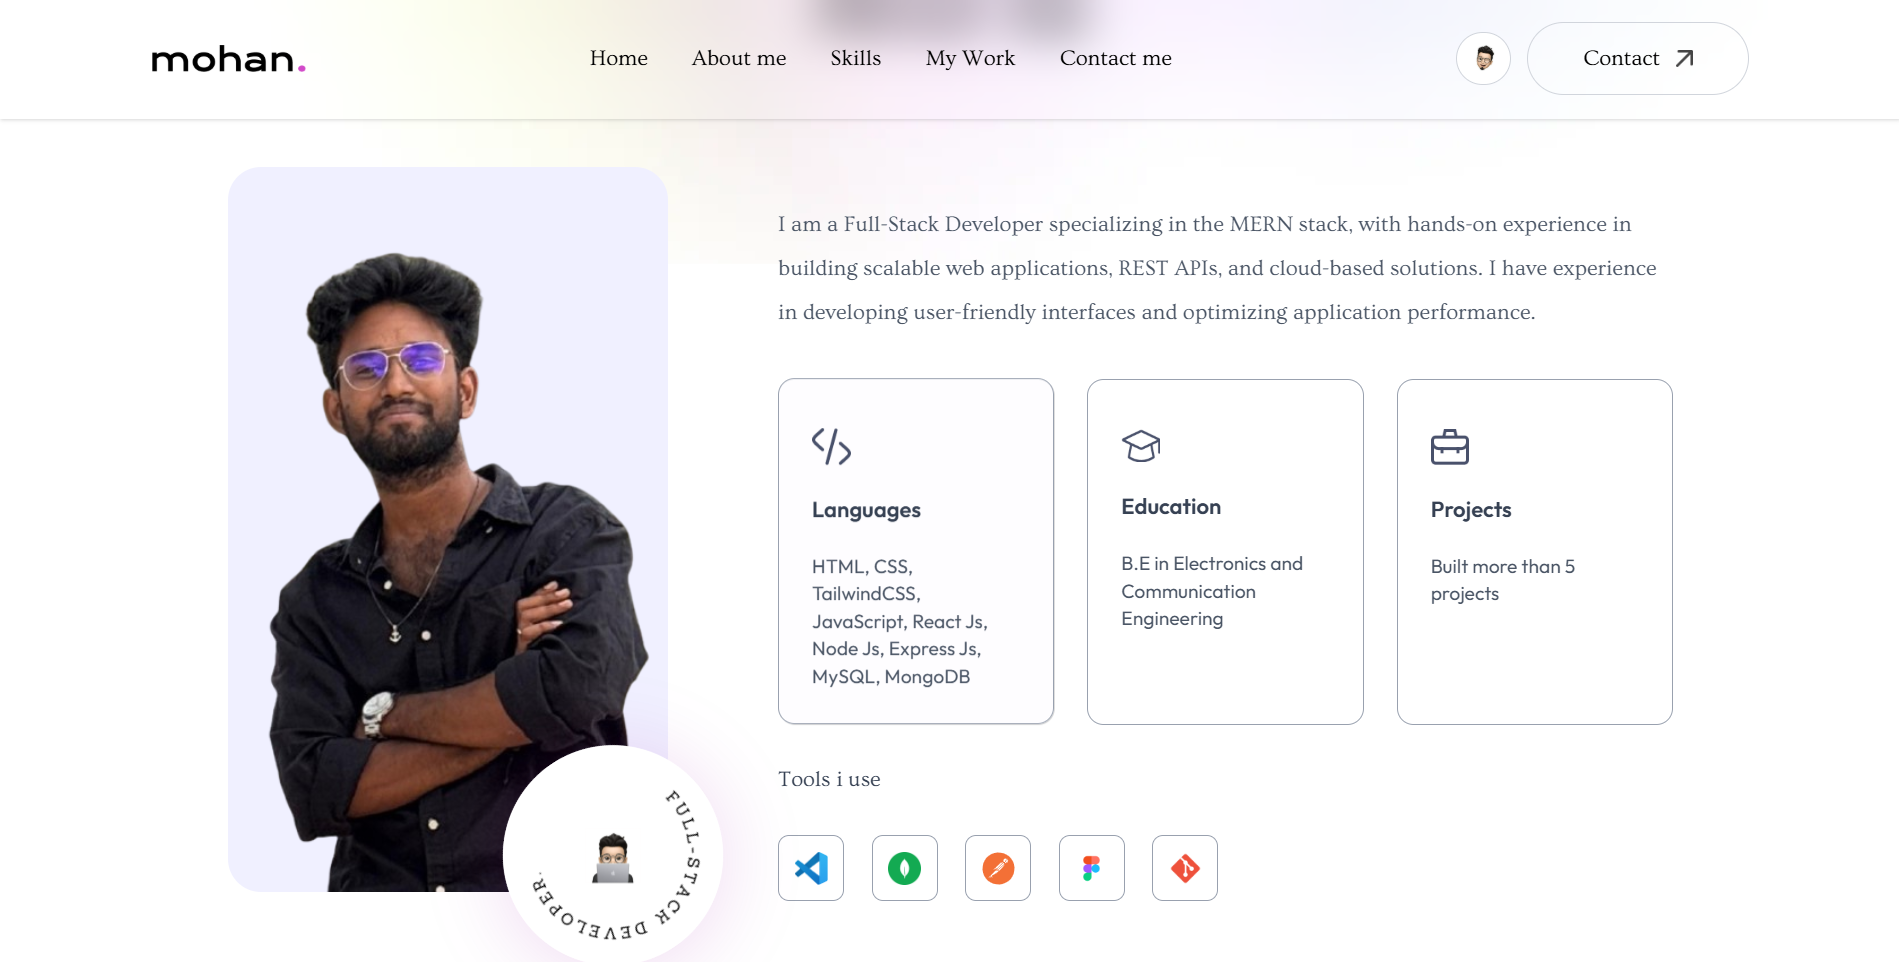 mohan.
Home
About me
Skills
My Work
Contact me
Contact
I am a Full-Stack Developer specializing in the MERN stack, with hands-on experience in
building scalable web applications, REST APIs, and cloud-based solutions. I have experience
in developing user-friendly interfaces and optimizing application performance.
Languages
HTML, CSS,
TailwindCSS,
JavaScript, React Js,
Node Js, Express Js,
MySQL, MongoDB
Education
B.E in Electronics and
Communication
Engineering
Projects
Built more than 5
projects
Tools i use
FULL-STACK DEVELOPER.